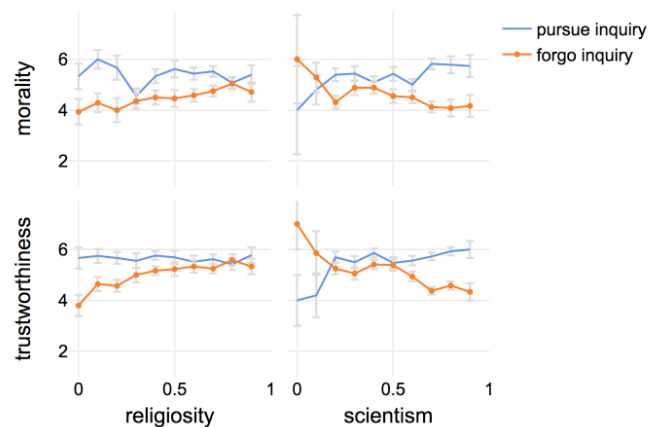 pursue inquiry
forgo inquiry
morality
6
4
2
trustworthiness
6
4
2
0
0.5
1
0
0.5
1
religiosity
scientism